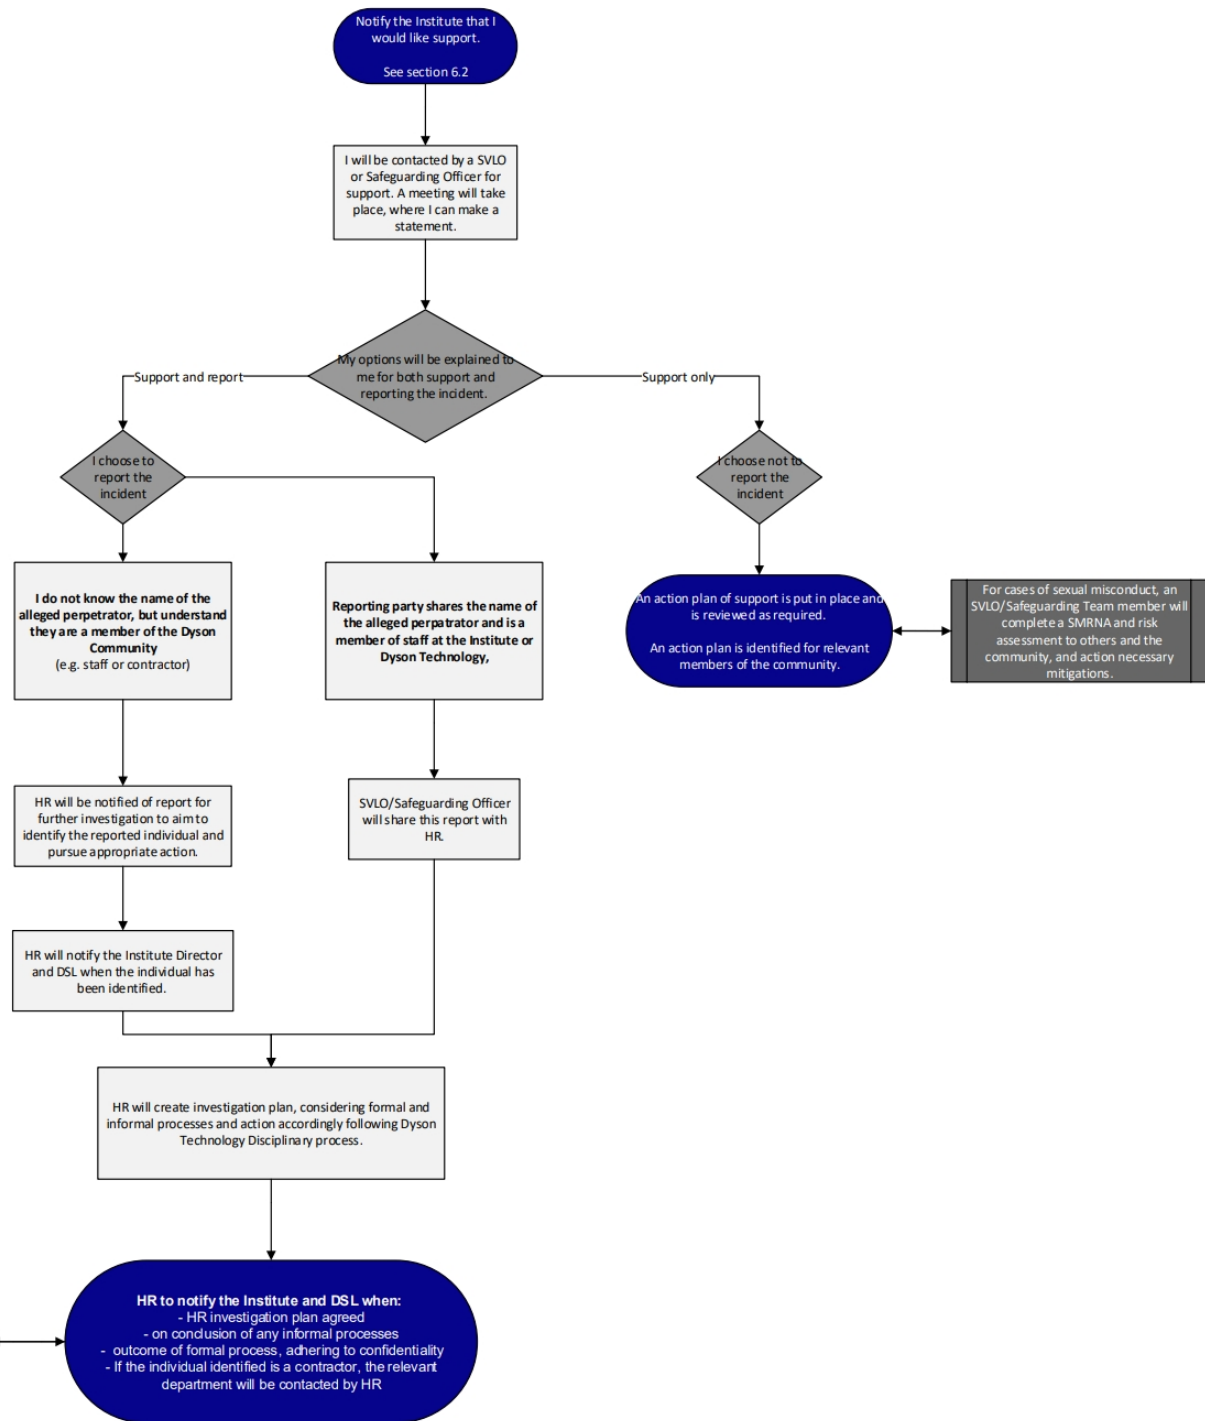 Notify the Institute that I
would like support.
See section 6.2
I will be contacted by a SVLO
or Safeguarding Officer for
support. A meeting will take
place, where I can make a
statement.
My options will be explained to
me for both support and
reporting the incident.
Support and report
Support only
I choose to
report the
incident
I choose not to
report the
incident
I do not know the name of the
alleged perpetrator, but understand
they are a member of the Dyson
Community
(e.g. staff or contractor)
Reporting party shares the name of
the alleged perpatrator and is a
member of staff at the Institute or
Dyson Technology,
An action plan of support is put in place and
is reviewed as required.
An action plan is identified for relevant
members of the community.
For cases of sexual misconduct, an
SVLO/Safeguarding Team member will
complete a SMRNA and risk
assessment to others and the
community, and action necessary
mitigations.
HR will be notified of report for
further investigation to aim to
identify the reported individual and
pursue appropriate action.
SVLO/Safeguarding Officer
will share this report with
HR.
HR will notify the Institute Director
and DSL when the individual has
been identified.
HR will create investigation plan, considering formal and
informal processes and action accordingly following Dyson
Technology Disciplinary process.
HR to notify the Institute and DSL when:
- HR investigation plan agreed
- on conclusion of any informal processes
- outcome of formal process, adhering to confidentiality
- If the individual identified is a contractor, the relevant
department will be contacted by HR